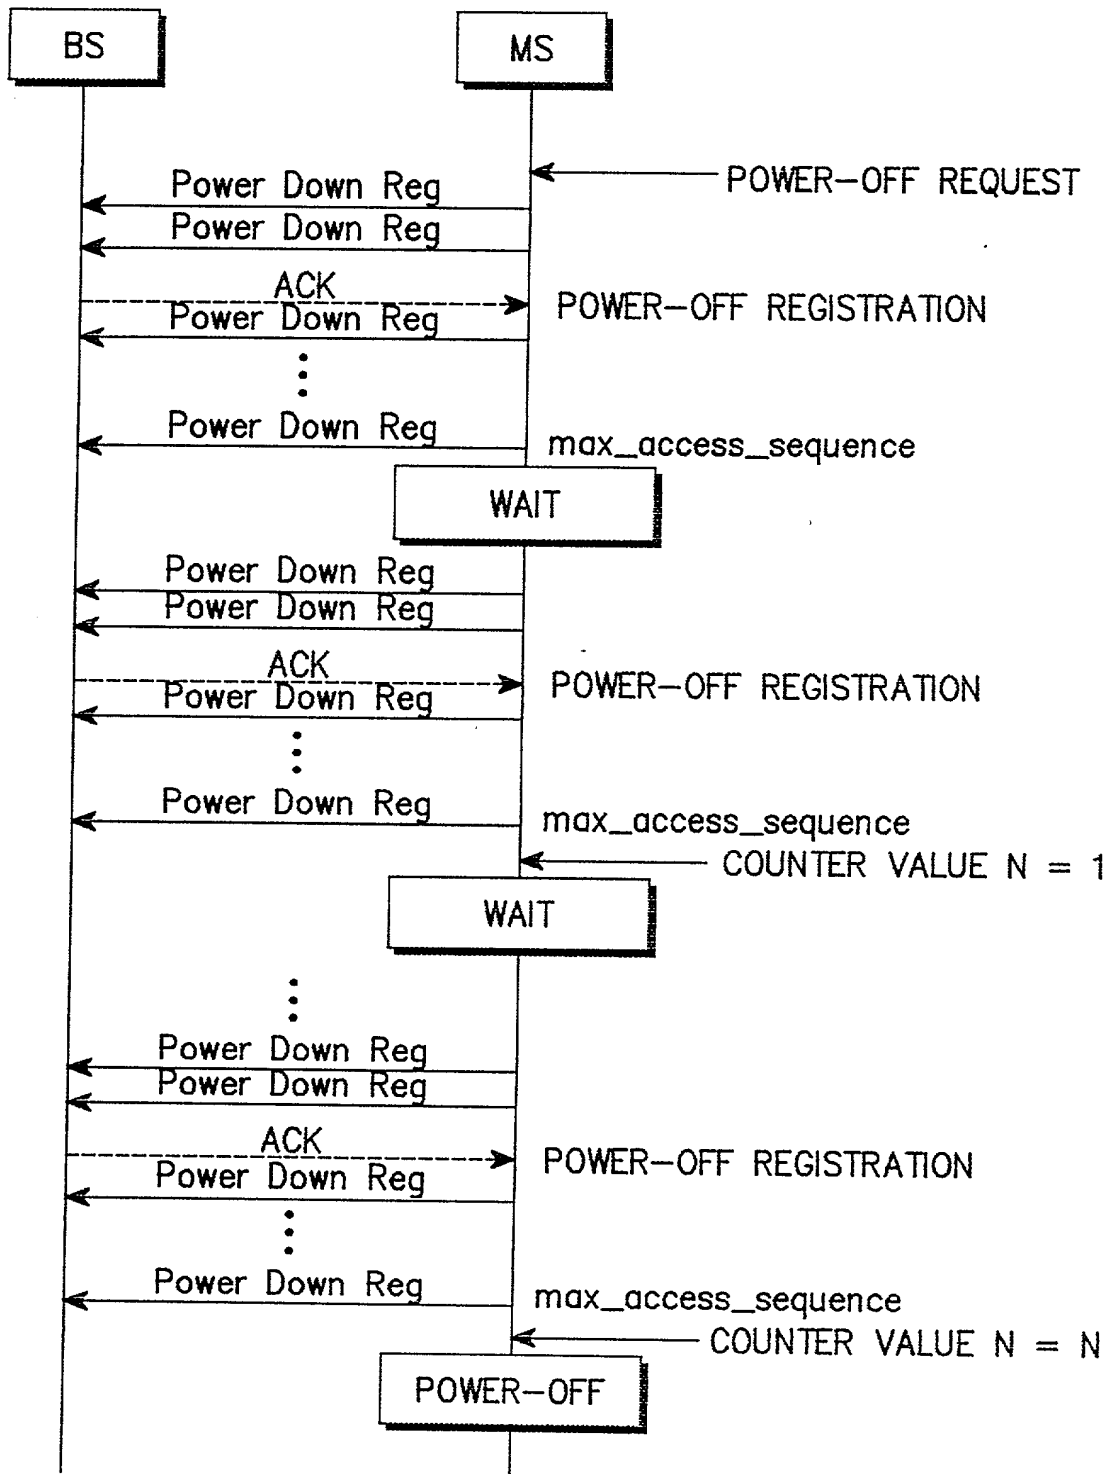 BS MS
POWER-OFF REQUEST
Power Down Reg
Power Down Reg
ACK
POWER-OFF REGISTRATION
Power Down Reg
Power Down Reg
max_access_sequence
WAIT
Power Down Reg
Power Down Reg
ACK
POWER-OFF REGISTRATION
Power Down Reg
Power Down Reg
max_access_sequence
COUNTER VALUE N = 1
WAIT
Power Down Reg
Power Down Reg
ACK
POWER-OFF REGISTRATION
Power Down Reg
Power Down Reg
max_access_sequence
COUNTER VALUE N = N
POWER-OFF